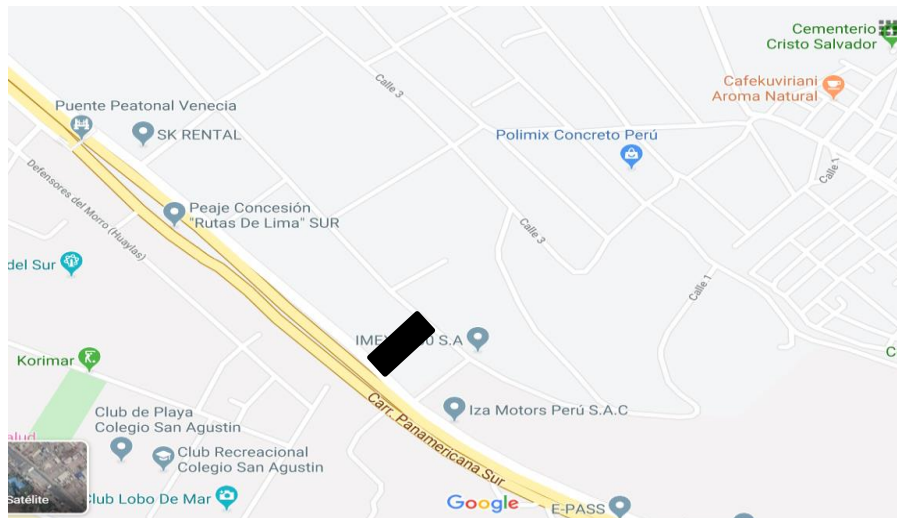 Cementerio
Cristo Salvador
Cafekuviriani
Aroma Natural
Calle 3
Puente Peatonal Venecia
SK RENTAL
Polimix Concreto Perú
Calle 1
Defensores del Morro (Huaylas)
Peaje Concesión
"Rutas De Lima" SUR
Calle 3
del Sur
Calle 1
S.A
Korimar
C
Iza Motors Perú S.A.C
Carr. Panamericana Sur
Club de Playa
Colegio San Agustin
alud
Club Recreacional
Colegio San Agustin
Satélite
Club Lobo De Mar
Google
E-PASS